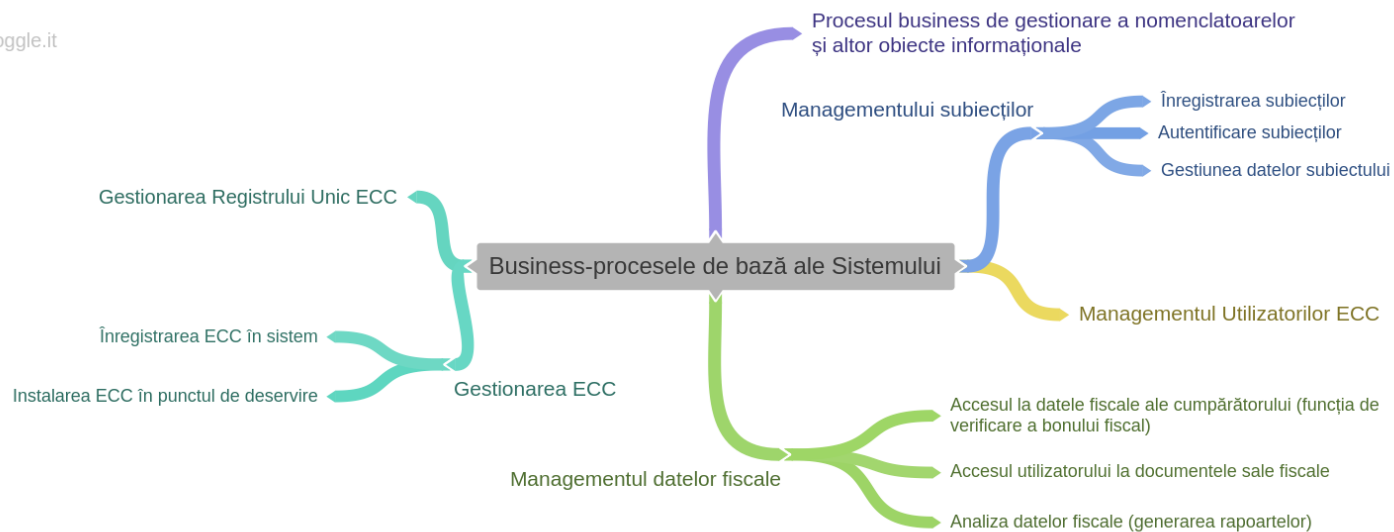 oggle.it
Procesul business de gestionare a nomenclatoarelor
și altor obiecte informaționale
Managementului subiecților
Înregistrarea subiecților
Autentificare subiecților
Gestiunea datelor subiectului
Gestionarea Registrului Unic ECC
Business-procesele de bază ale Sistemului
Managementul Utilizatorilor ECC
Înregistrarea ECC în sistem
Instalarea ECC în punctul de deservire
Gestionarea ECC
Accesul la datele fiscale ale cumpărătorului (funcția de
verificare a bonului fiscal)
Managementul datelor fiscale
Accesul utilizatorului la documentele sale fiscale
Analiza datelor fiscale (generarea rapoartelor)